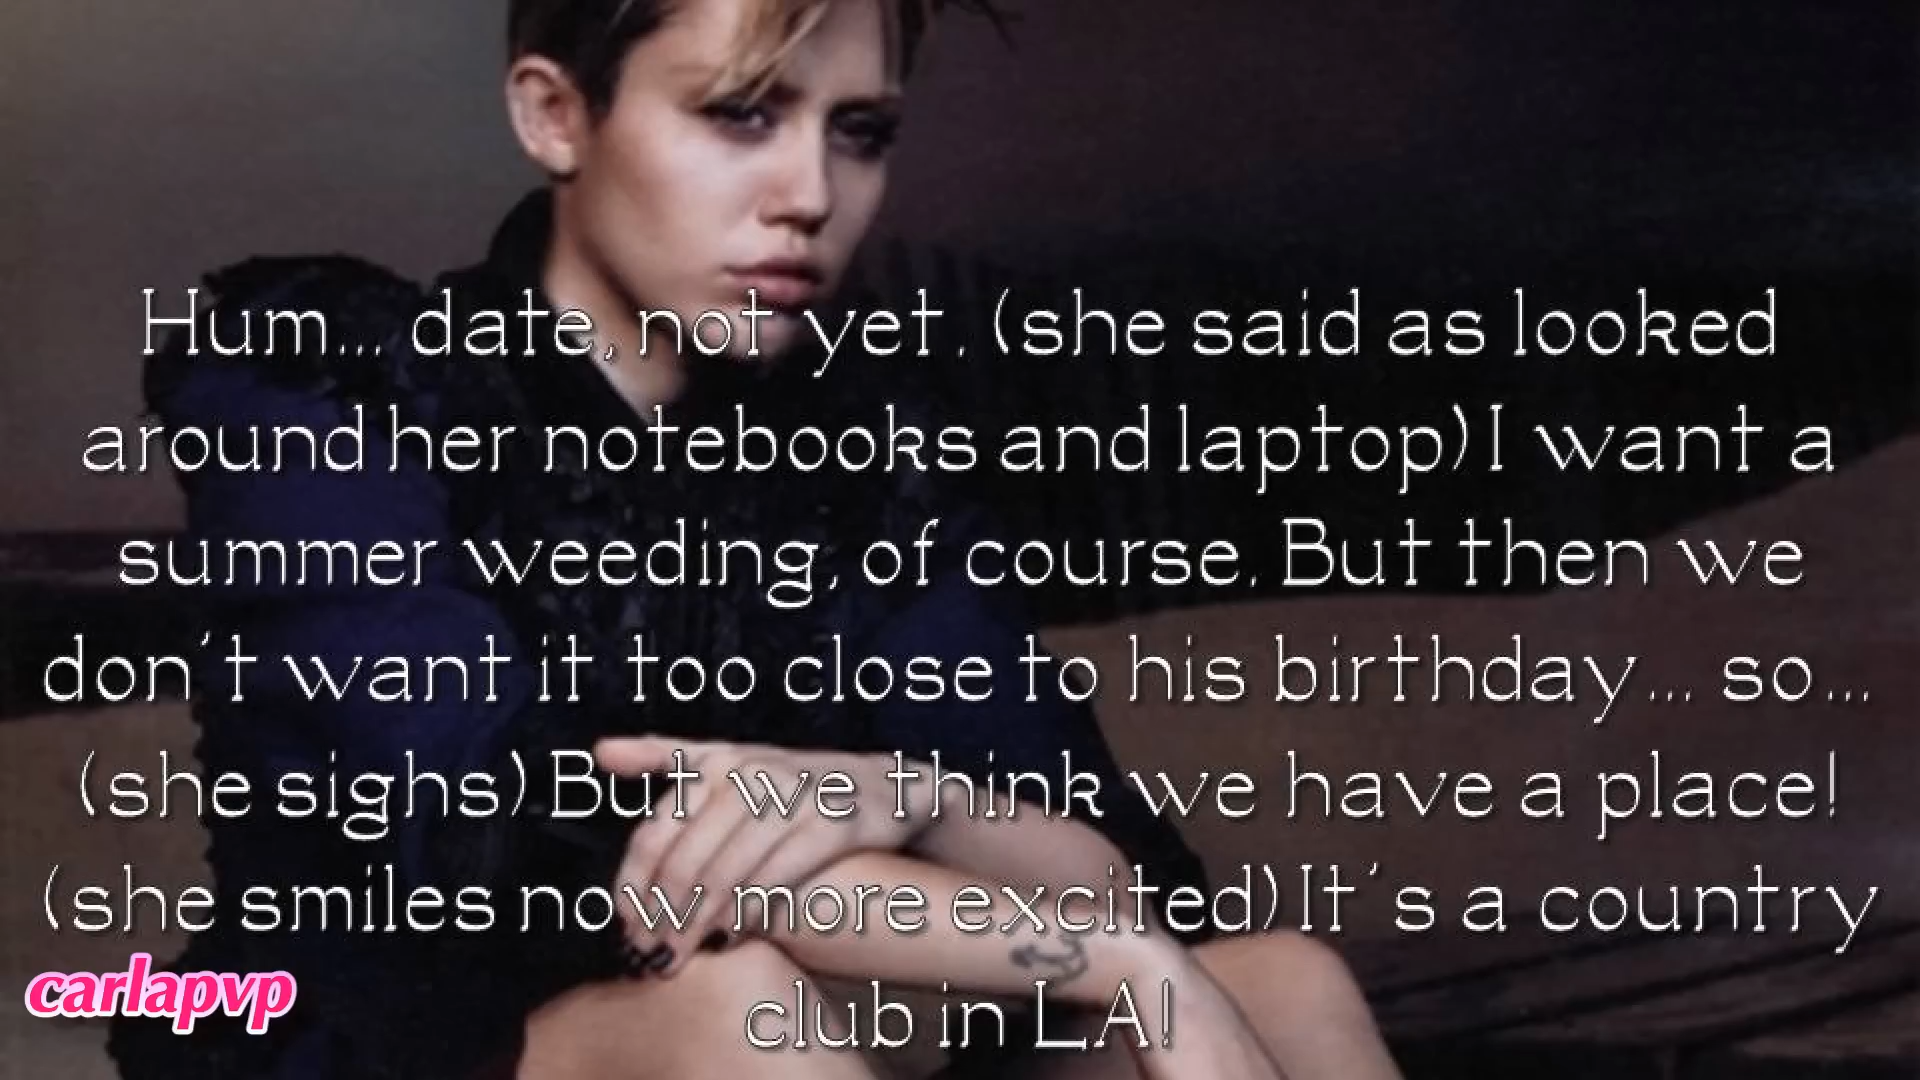 Hum... date, not yet. (she said as looked
around her notebooks and laptop) I want a
summer weeding, of course. But then we
don't want it too close to his birthday... so...
(she sighs) But we think we have a place!
(she smiles now more excited) It's a country
club in LA!
carlapvp